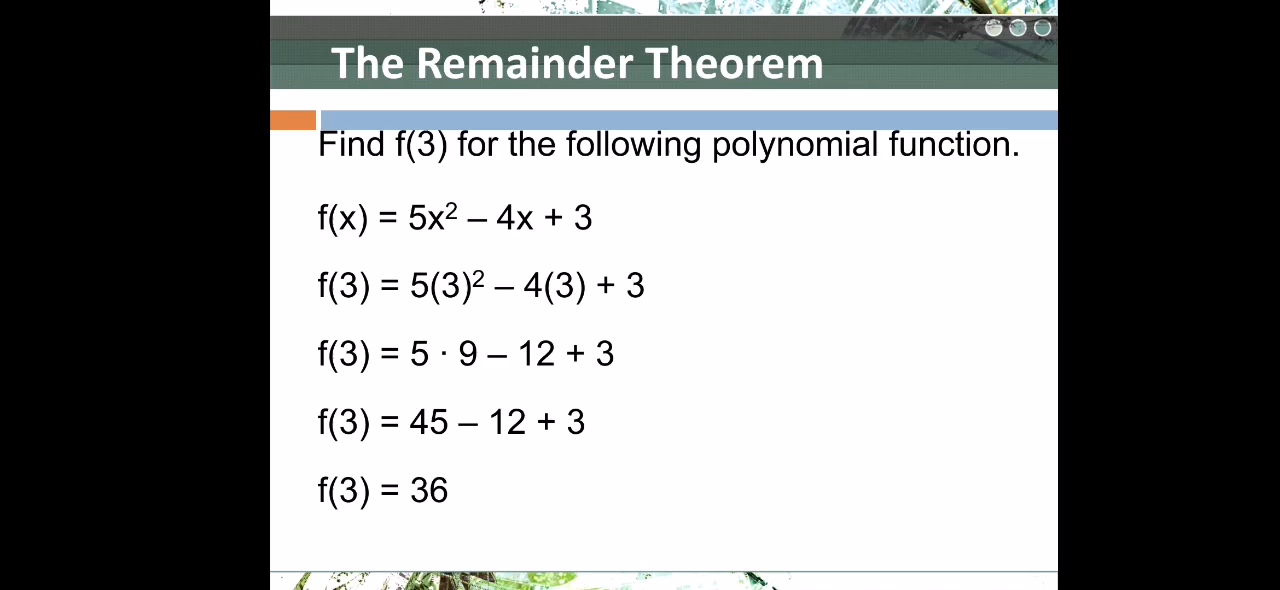 The Remainder Theorem
Find f(3) for the following polynomial function.
f(x) = 5x² – 4x + 3
f(3) = 5(3)² – 4(3) + 3
f(3) = 5 · 9 – 12 + 3
f(3) = 45 – 12 + 3
f(3) = 36